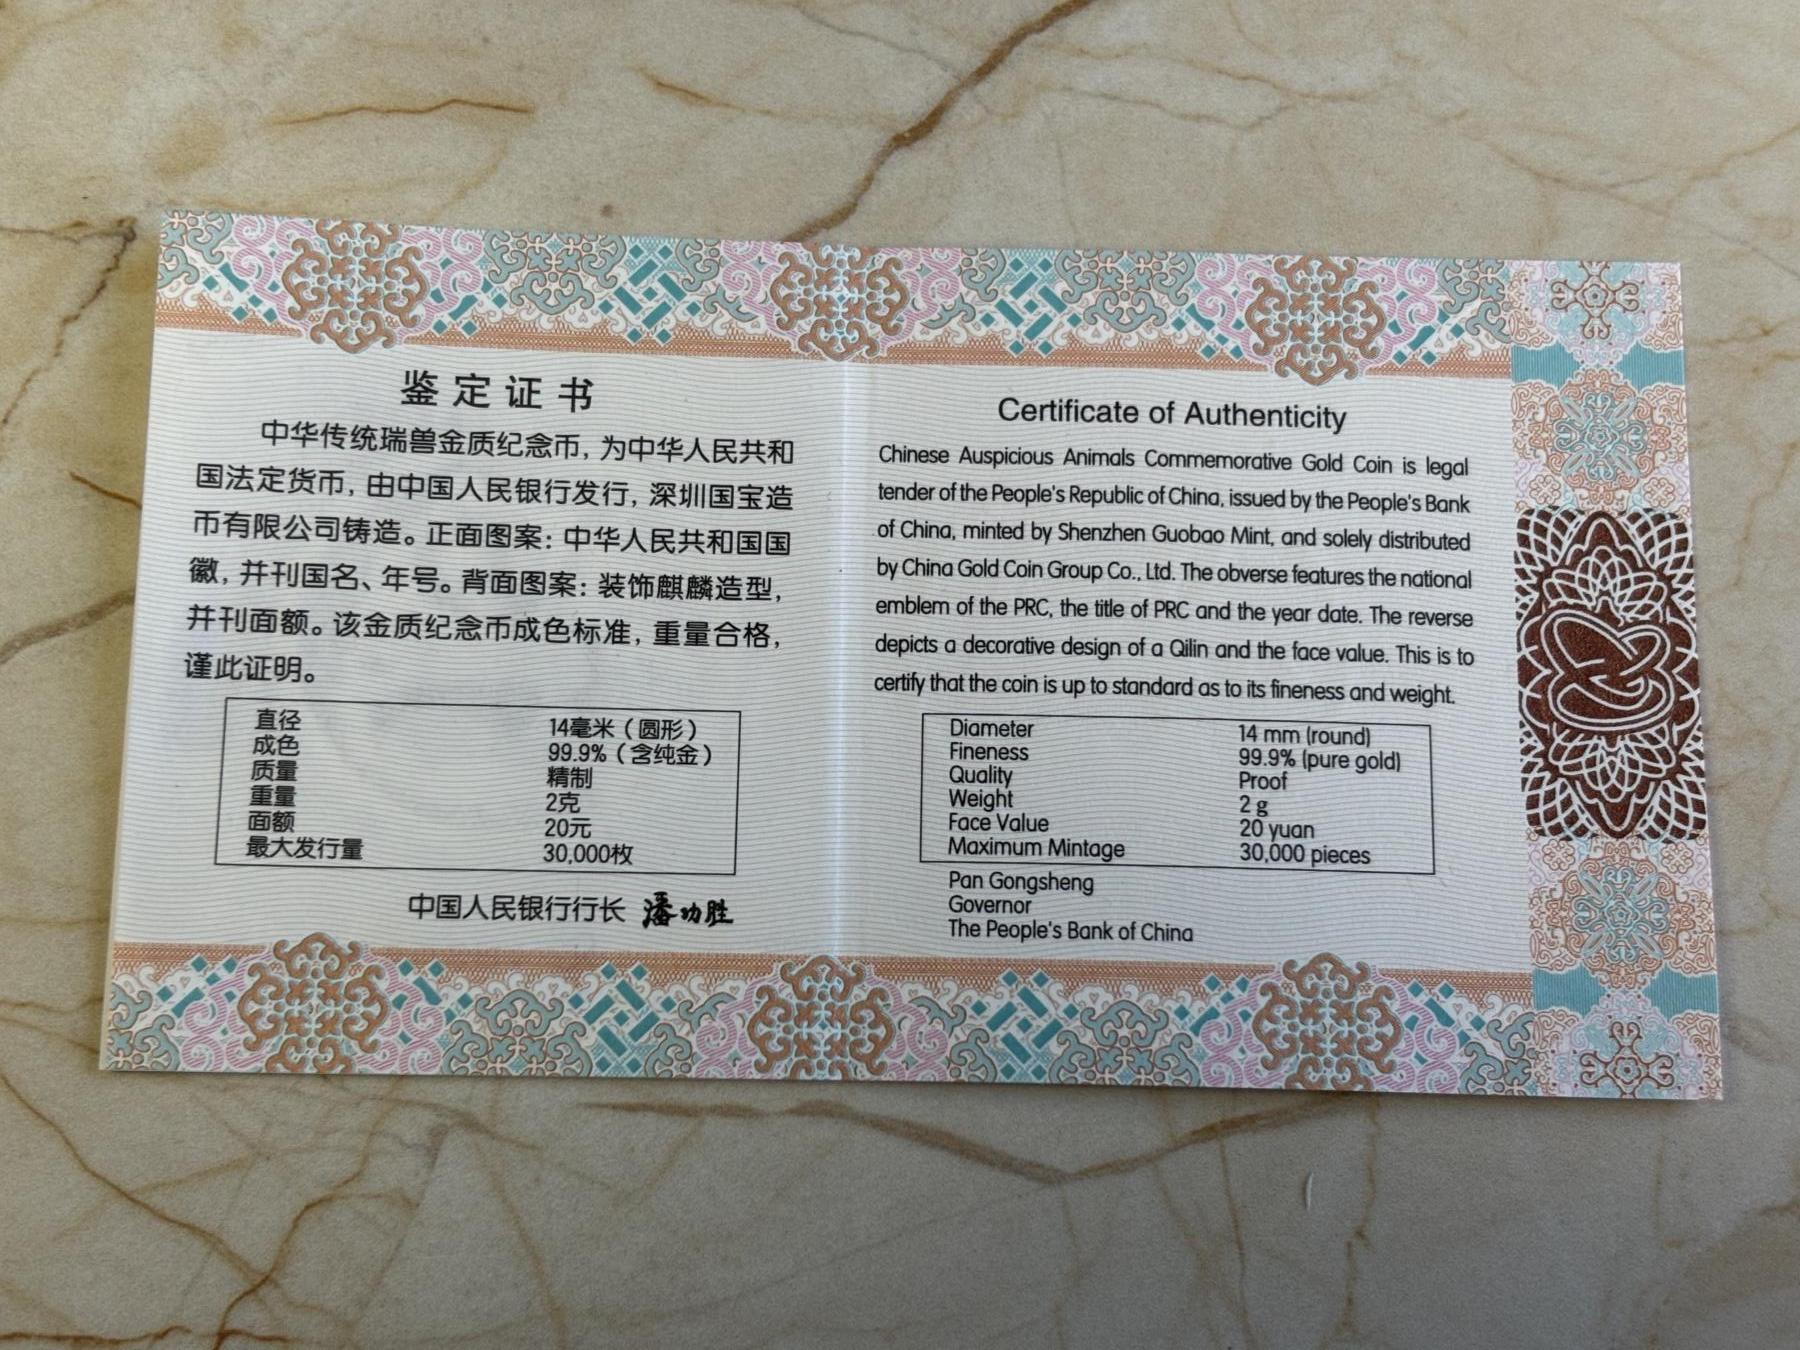 鉴定证书
中华传统瑞兽金质纪念币，为中华人民共和
国法定货币，由中国人民银行发行，深圳国宝造
币有限公司铸造。正面图案：中华人民共和国国
徽，并刊国名、年号。背面图案：装饰麒麟造型，
并刊面额。该金质纪念币成色标准，重量合格，
谨此证明。
直径 14毫米（圆形）
成色 99.9%（含纯金）
质量 精制
重量 2克
面额 20元
最大发行量 30,000枚
中国人民银行行长 潘功胜
Certificate of Authenticity
Chinese Auspicious Animals Commemorative Gold Coin is legal
tender of the People's Republic of China, issued by the People's Bank
of China, minted by Shenzhen Guobao Mint, and solely distributed
by China Gold Coin Group Co., Ltd. The obverse features the national
emblem of the PRC, the title of PRC and the year date. The reverse
depicts a decorative design of a Qilin and the face value. This is to
certify that the coin is up to standard as to its fineness and weight.
Diameter 14 mm (round)
Fineness 99.9% (pure gold)
Quality Proof
Weight 2 g
Face Value 20 yuan
Maximum Mintage 30,000 pieces
Pan Gongsheng
Governor
The People's Bank of China